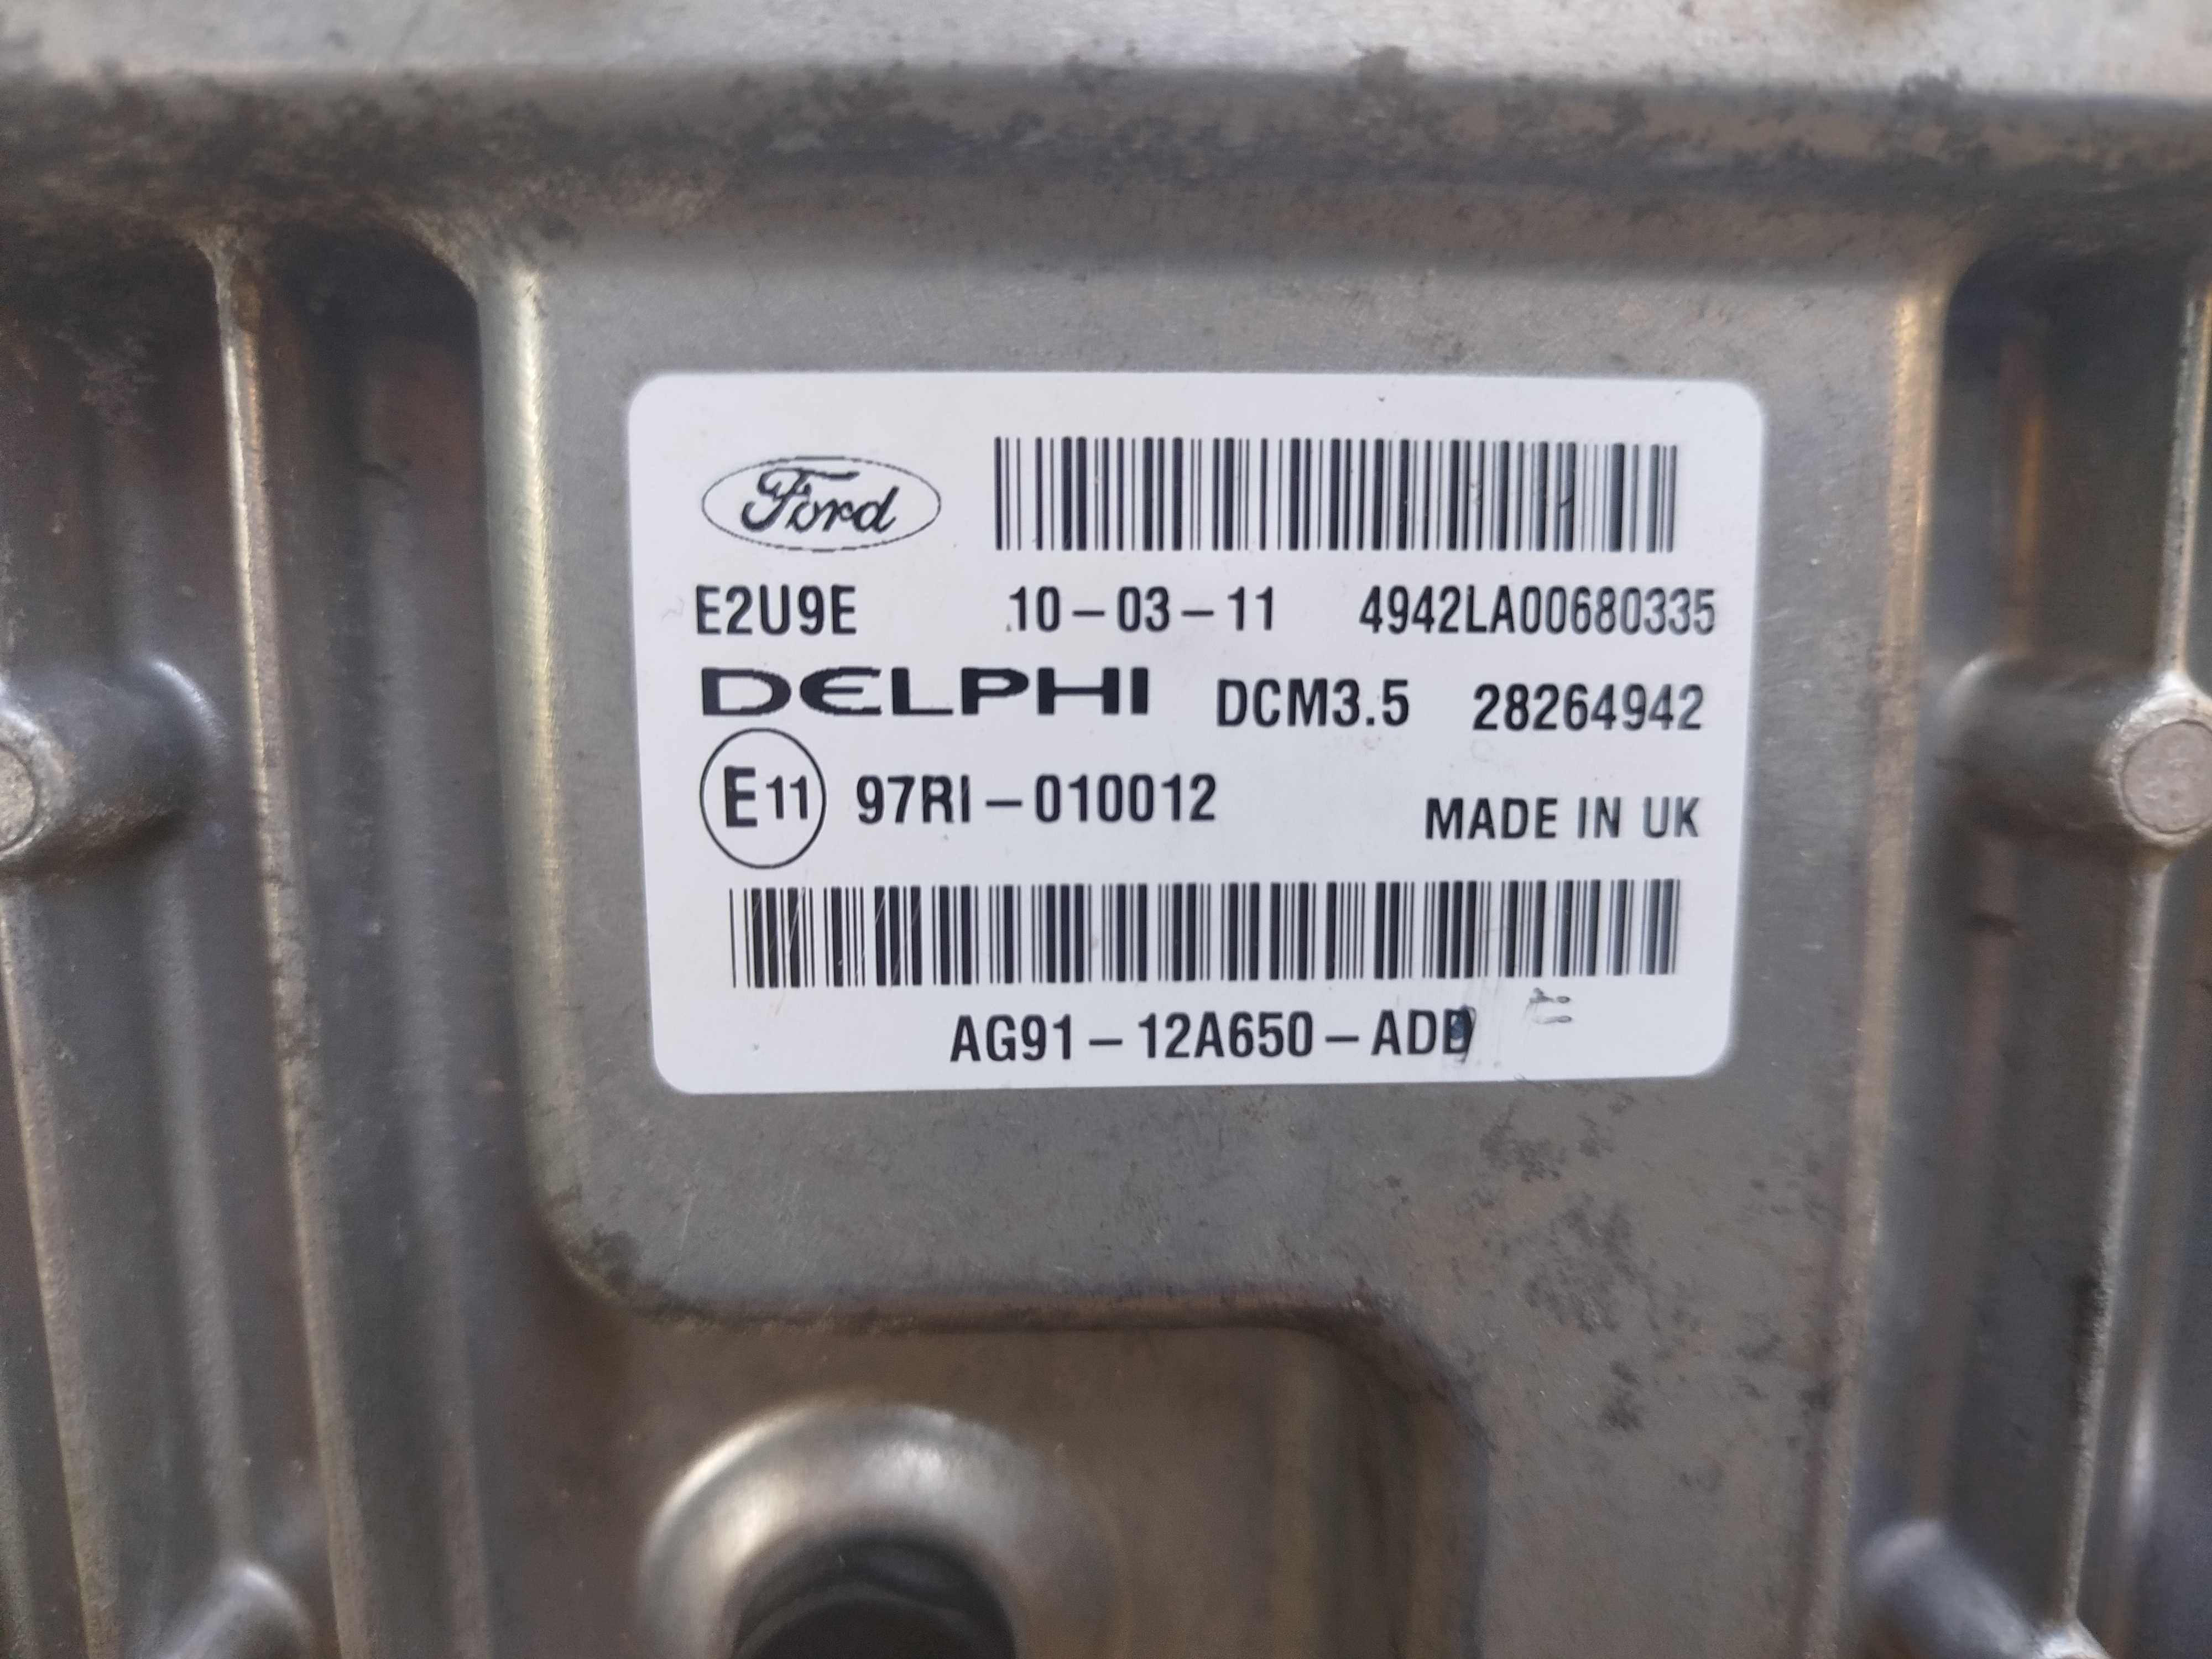 Ford
E2U9E 10-03-11 4942LA00680335
DELPHI DCM3.5 28264942
E11 97RI-010012
MADE IN UK
AG91-12A650-ADD